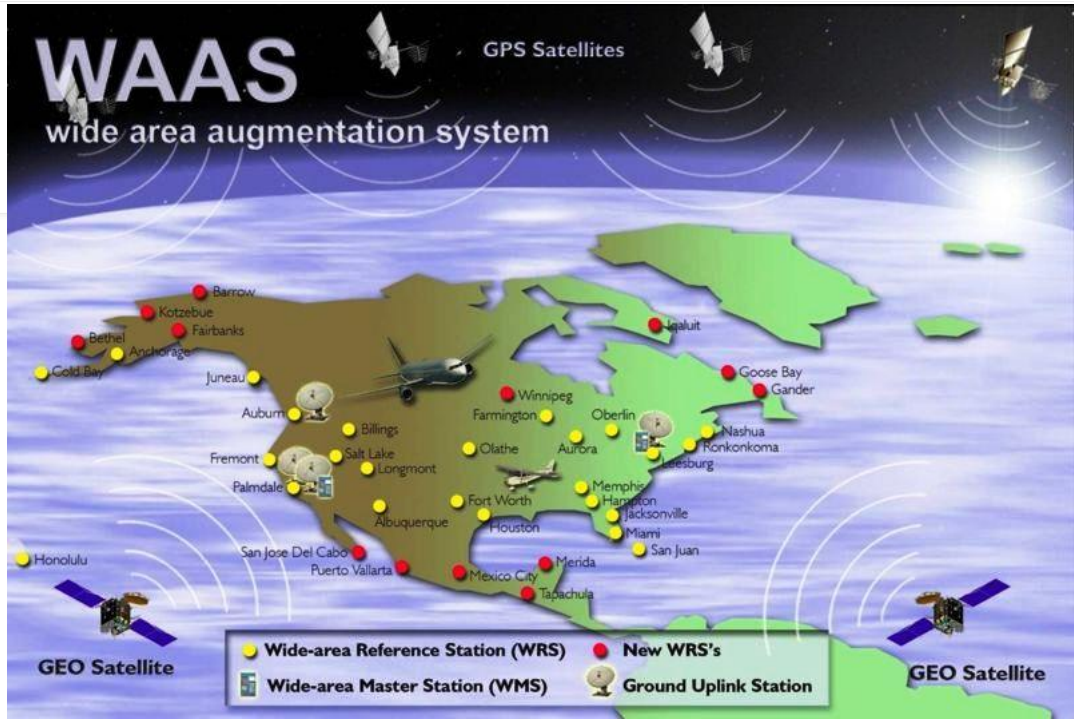 WAAS
GPS Satellites
wide area augmentation system
Barrow
Kotzebue
Fairbanks
Bethel
Anchorage
Cold Bay
Juneau
Iqaluit
Goose Bay
Gander
Winnipeg
Auburn
Farmington
Oberlin
Billings
Nashua
Ronkonkoma
Aurora
Olathe
Leesburg
Fremont
Salt Lake
Longmont
Palmdale
Memphis
Hampton
Fort Worth
Jacksonville
Albuquerque
Houston
Miami
San Juan
Honolulu
San Jose Del Cabo
Puerto Vallarta
Mexico City
Merida
Tapachula
GEO Satellite
GEO Satellite
Wide-area Reference Station (WRS)
New WRS's
Wide-area Master Station (WMS)
Ground Uplink Station